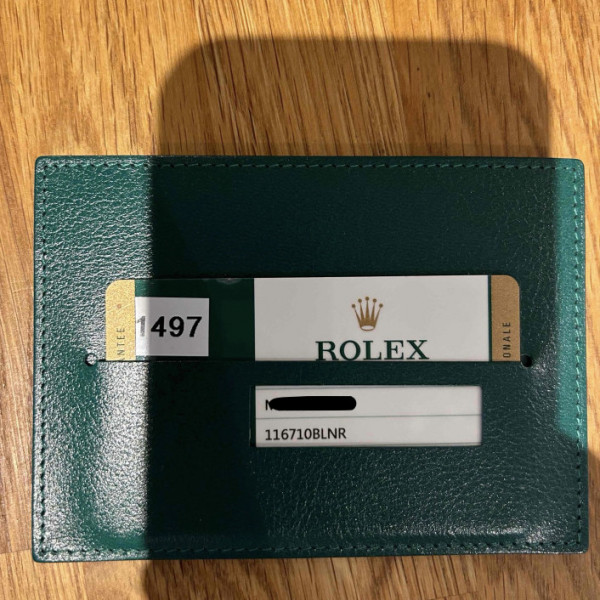 NTEE
1497
ROLEX
ONALE
M
116710BLNR